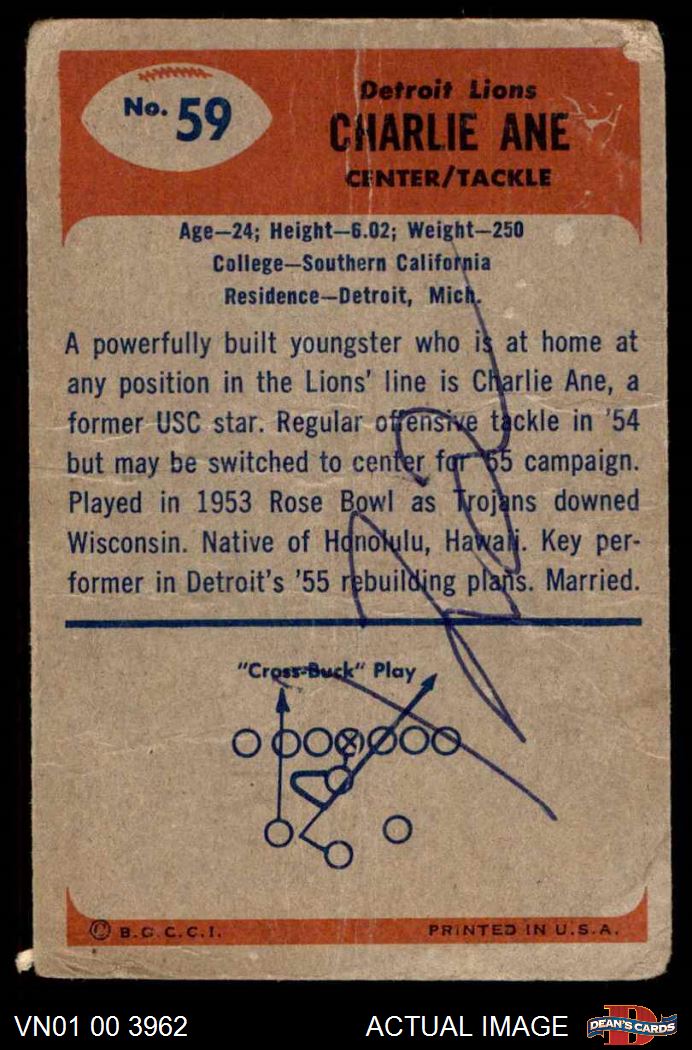 No. 59
Detroit Lions
CHARLIE ANE
CENTER/TACKLE
Age—24; Height—6.02; Weight—250
College—Southern California
Residence—Detroit, Mich.
A powerfully built youngster who is at home at
any position in the Lions' line is Charlie Ane, a
former USC star. Regular offensive tackle in '54
but may be switched to center for '55 campaign.
Played in 1953 Rose Bowl as Trojans downed
Wisconsin. Native of Honolulu, Hawaii. Key per-
former in Detroit's '55 rebuilding plans. Married.
"Cross-Buck" Play
© B.G.C.C.I. PRINTED IN U.S.A.
VN01 00 3962 ACTUAL IMAGE DEAN'S CARDS